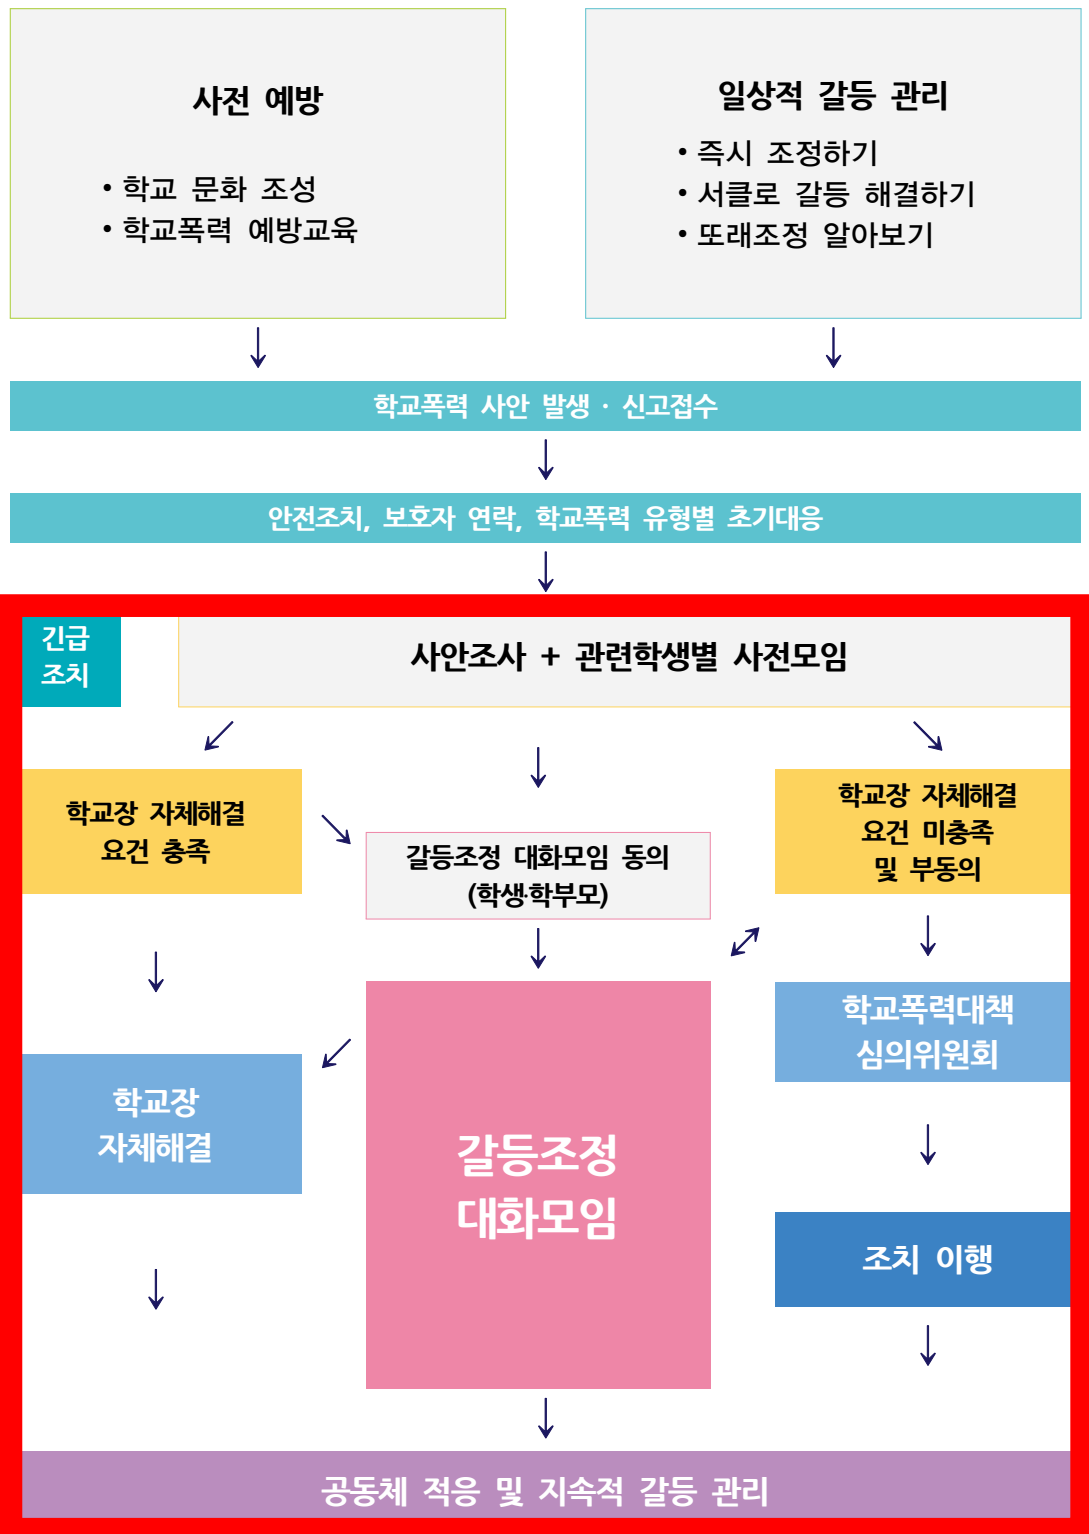 사전 예방
• 학교 문화 조성
• 학교폭력 예방교육
일상적 갈등 관리
• 즉시 조정하기
• 서클로 갈등 해결하기
• 또래조정 알아보기
학교폭력 사안 발생 · 신고접수
안전조치, 보호자 연락, 학교폭력 유형별 초기대응
긴급
조치
사안조사 + 관련학생별 사전모임
학교장 자체해결
요건 충족
갈등조정 대화모임 동의
(학생·학부모)
학교장 자체해결
요건 미충족
및 부동의
학교장
자체해결
갈등조정
대화모임
학교폭력대책
심의위원회
조치 이행
공동체 적응 및 지속적 갈등 관리